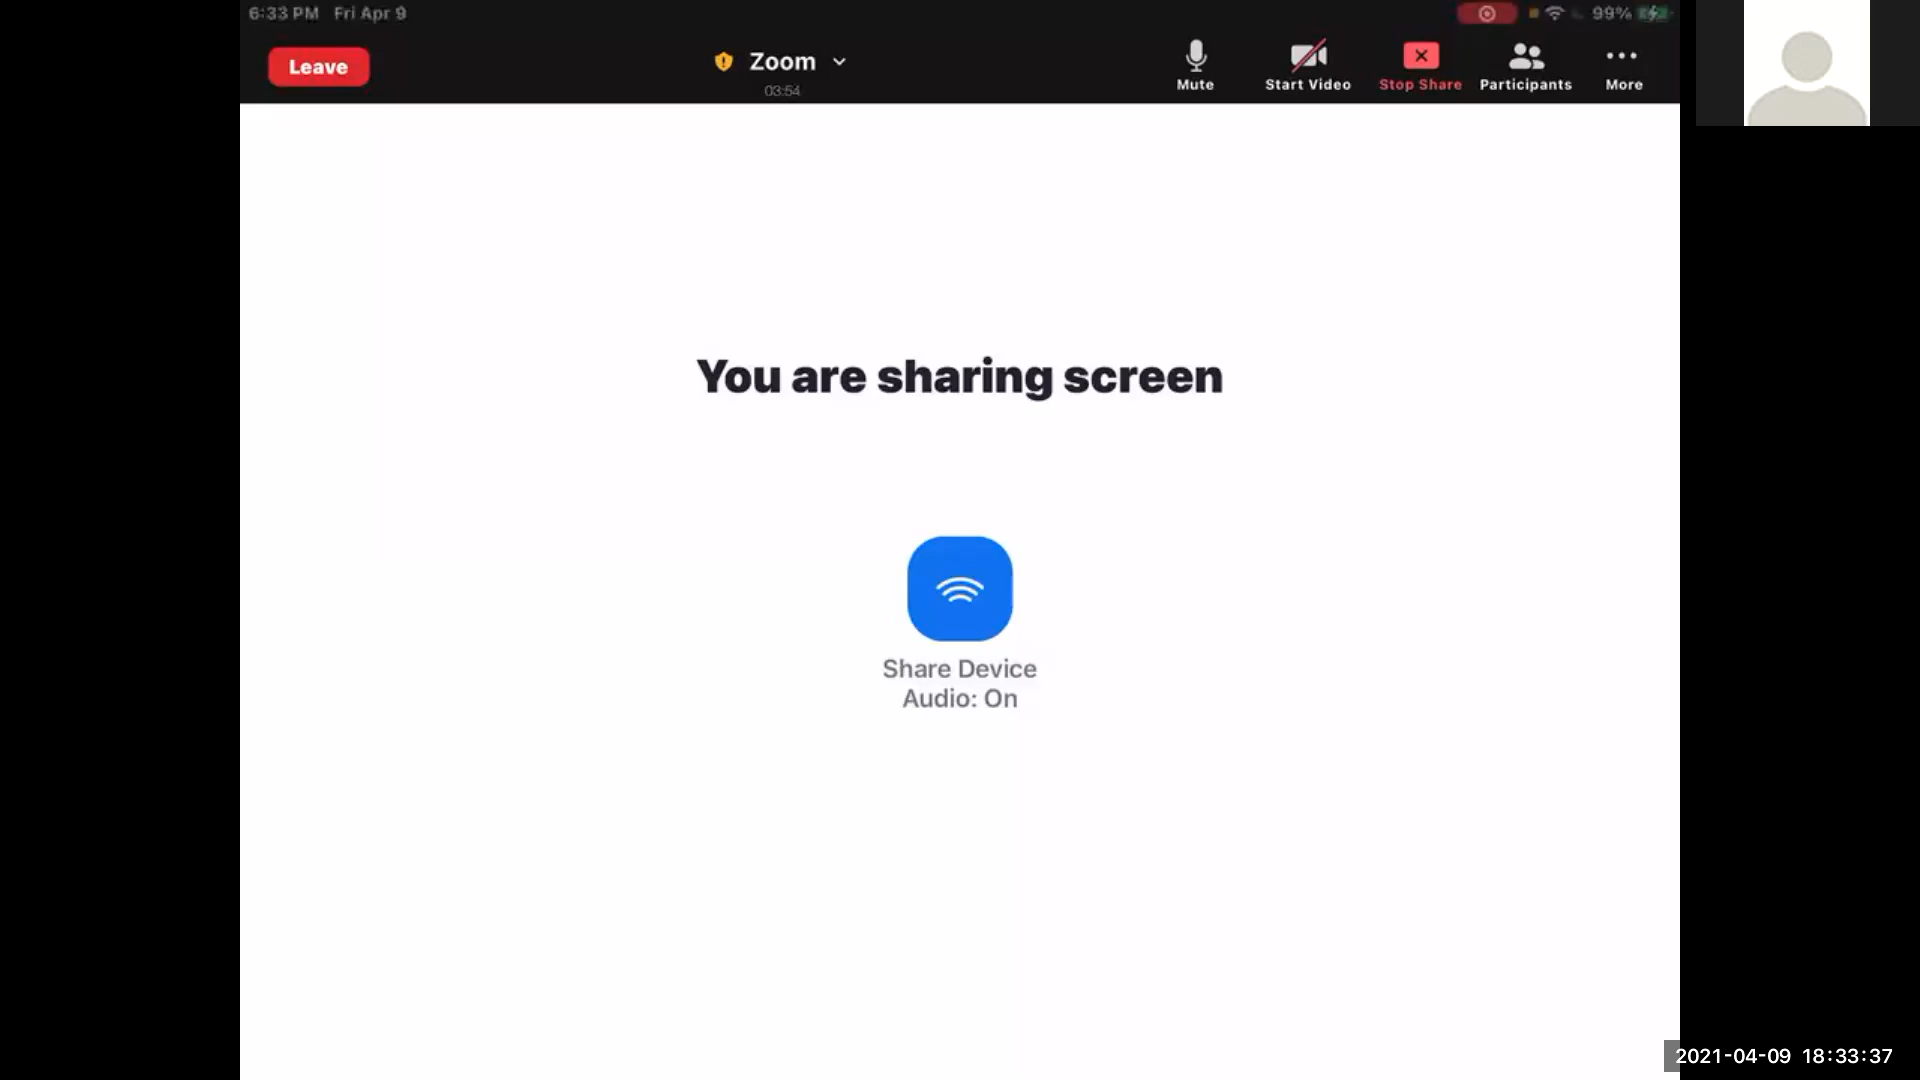 6:33 PM Fri Apr 9
99%
Leave
Zoom
03:54
Mute
Start Video
Stop Share
Participants
More
You are sharing screen
Share Device
Audio: On
2021-04-09 18:33:37